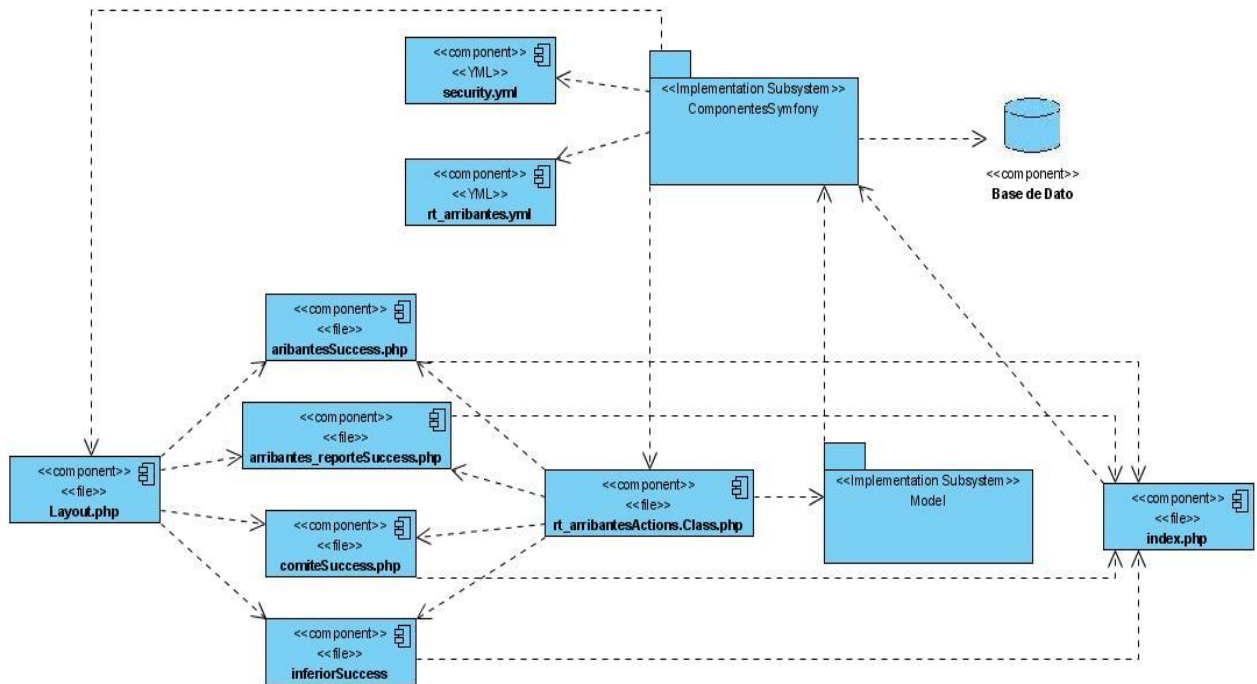 <<component>>
<<YML>>
security.yml
<<Implementation Subsystem>>
ComponentesSymfony
<<component>>
Base de Dato
<<component>>
<<YML>>
rt_arribantes.yml
<<component>>
<<file>>
aribantesSuccess.php
<<component>>
<<file>>
arribantes_reporteSuccess.php
<<component>>
<<file>>
Layout.php
<<component>>
<<file>>
rt_arribantesActions.Class.php
<<Implementation Subsystem>>
Model
<<component>>
<<file>>
index.php
<<component>>
<<file>>
comiteSuccess.php
<<component>>
<<file>>
inferiorSuccess